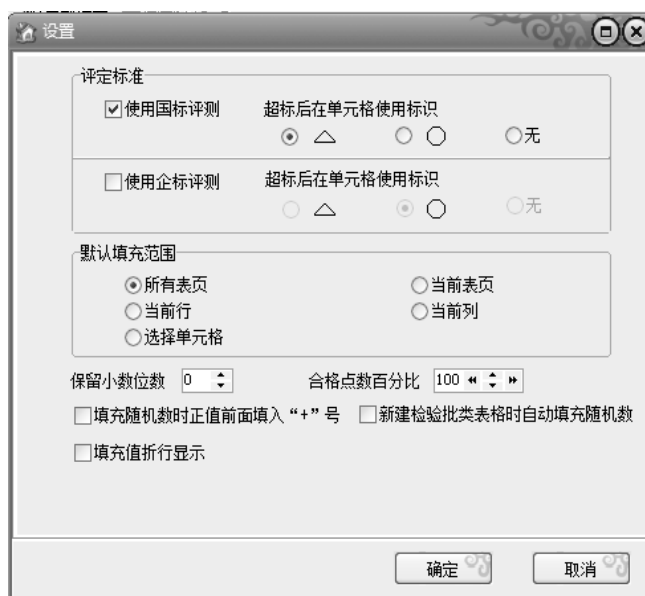 设置
评定标准
使用国标评测 超标后在单元格使用标识
无
使用企标评测 超标后在单元格使用标识
无
默认填充范围
所有表页 当前表页
当前行 当前列
选择单元格
保留小数位数 0 合格点数百分比 100
填充随机数时正值前面填入“+”号 新建检验批类表格时自动填充随机数
填充值折行显示
确定 取消